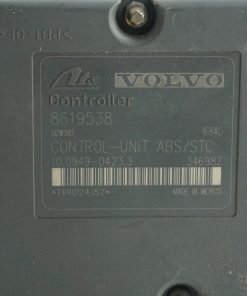 Ate VOLVO
Controller
8619538
6840
CONTROL-UNIT ABS/STC
10.0949-0423.3 346982
MADE IN MEXICO